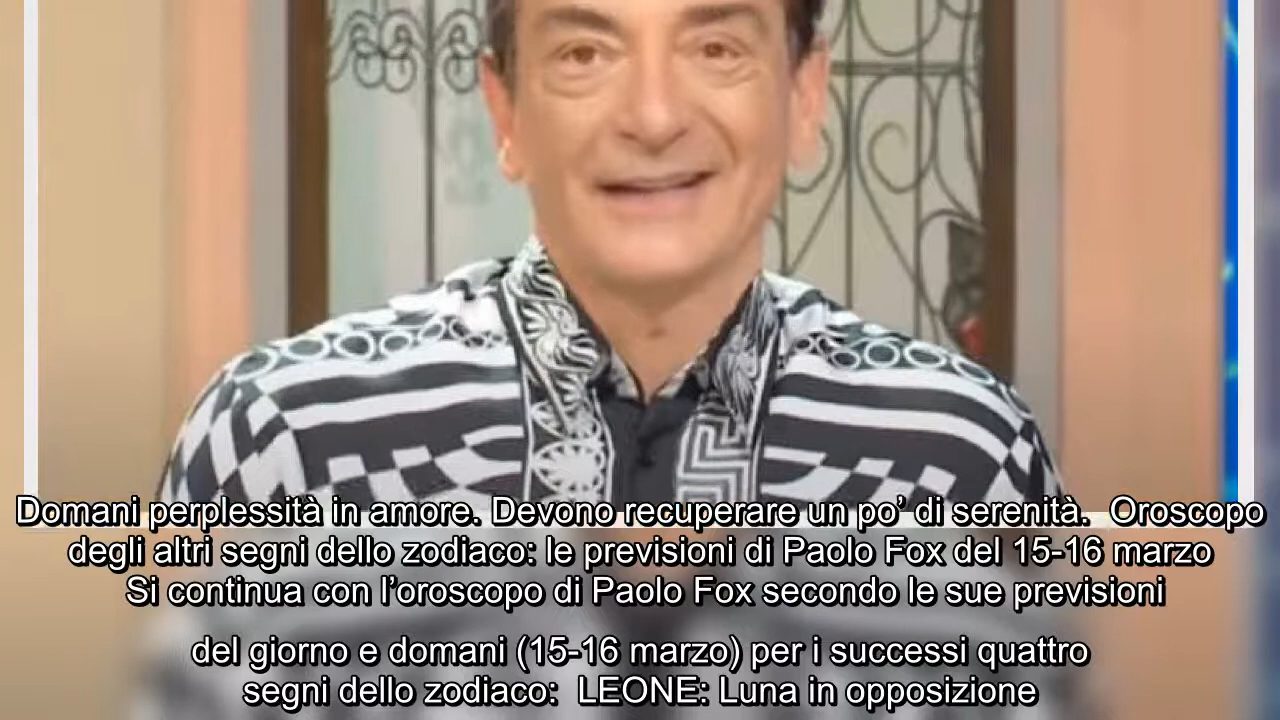 Domani perplessità in amore. Devono recuperare un po’ di serenità.  Oroscopo
degli altri segni dello zodiaco: le previsioni di Paolo Fox del 15-16 marzo
Si continua con l’oroscopo di Paolo Fox secondo le sue previsioni
del giorno e domani (15-16 marzo) per i successi quattro
segni dello zodiaco:  LEONE: Luna in opposizione